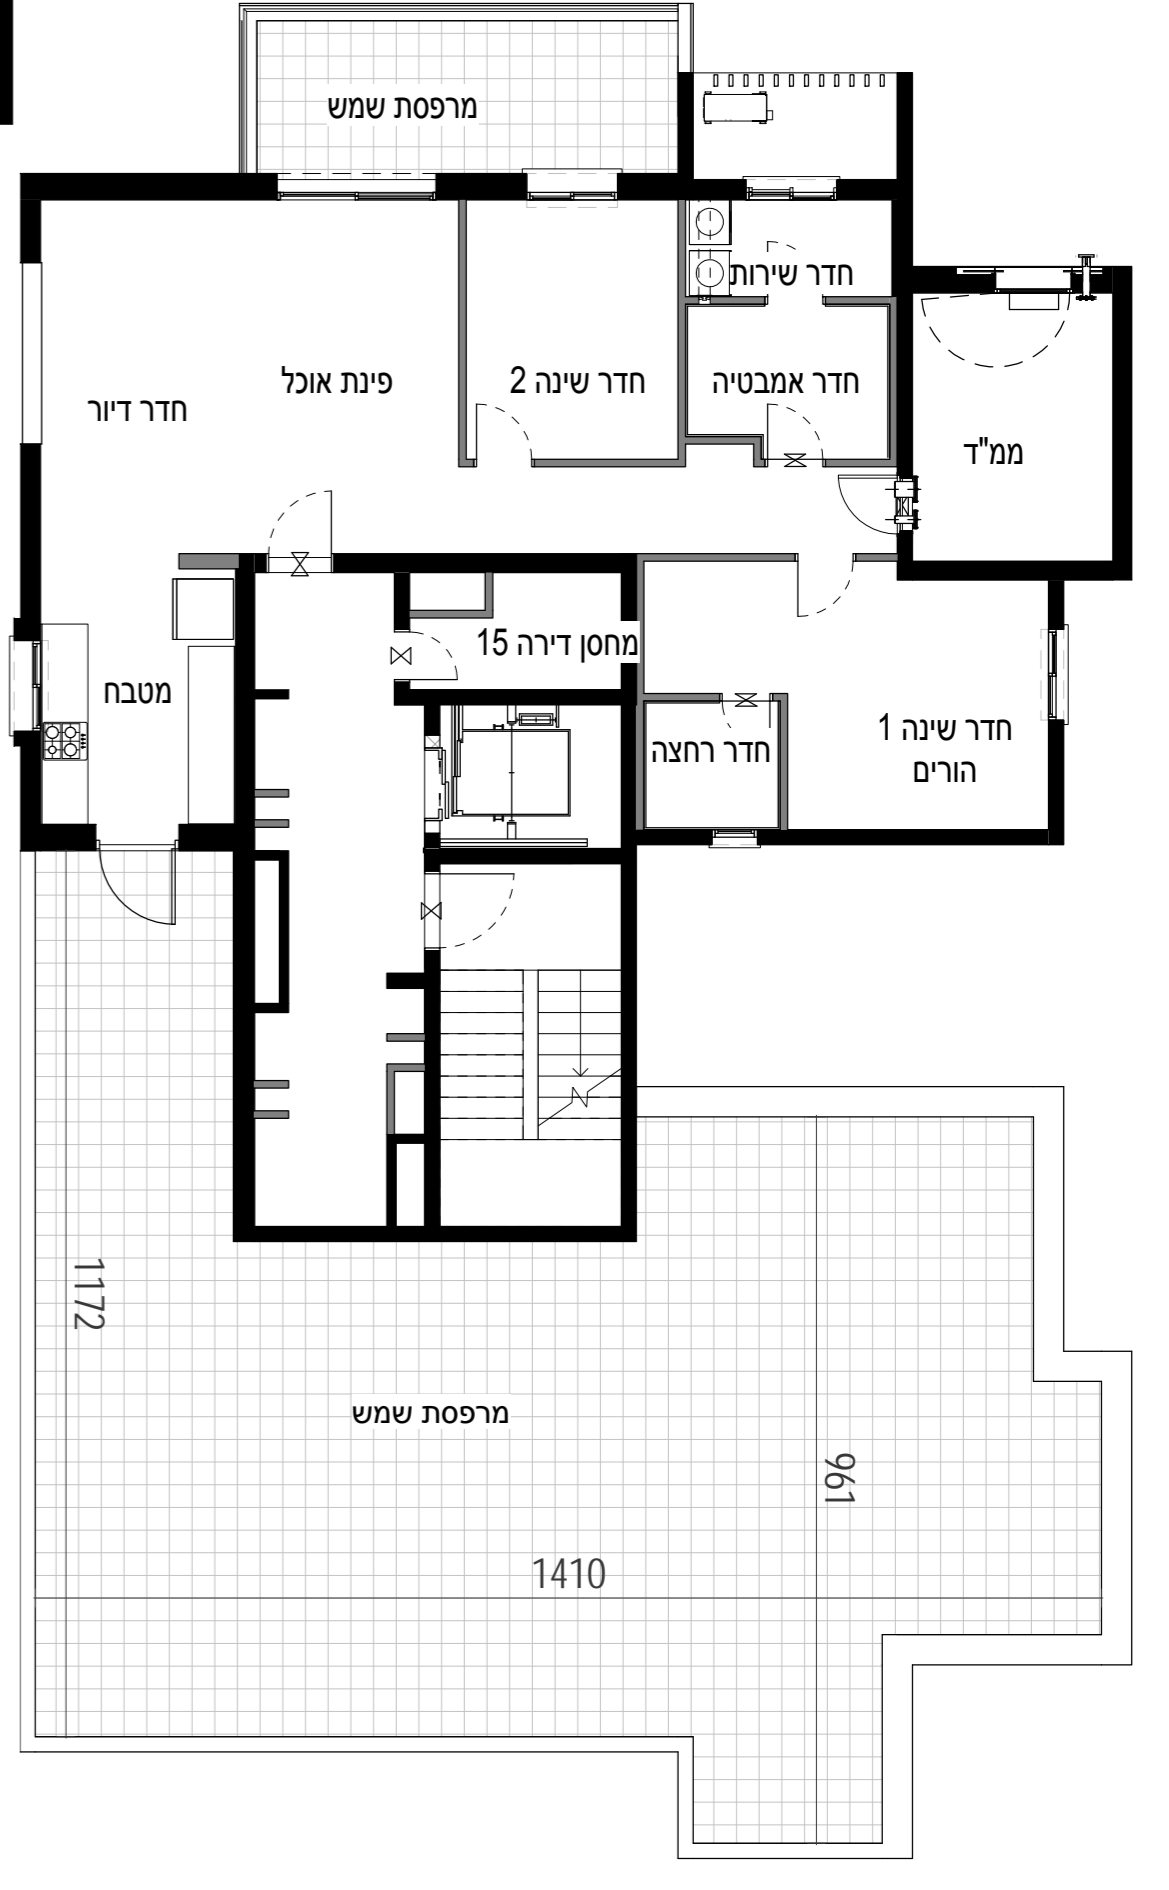 מרפסת שמש
חדר שירות
חדר אמבטיה
חדר שינה 2
פינת אוכל
חדר דיור
ממ"ד
מחסן דירה 15
מטבח
חדר רחצה
חדר שינה 1
הורים
1172
מרפסת שמש
961
1410